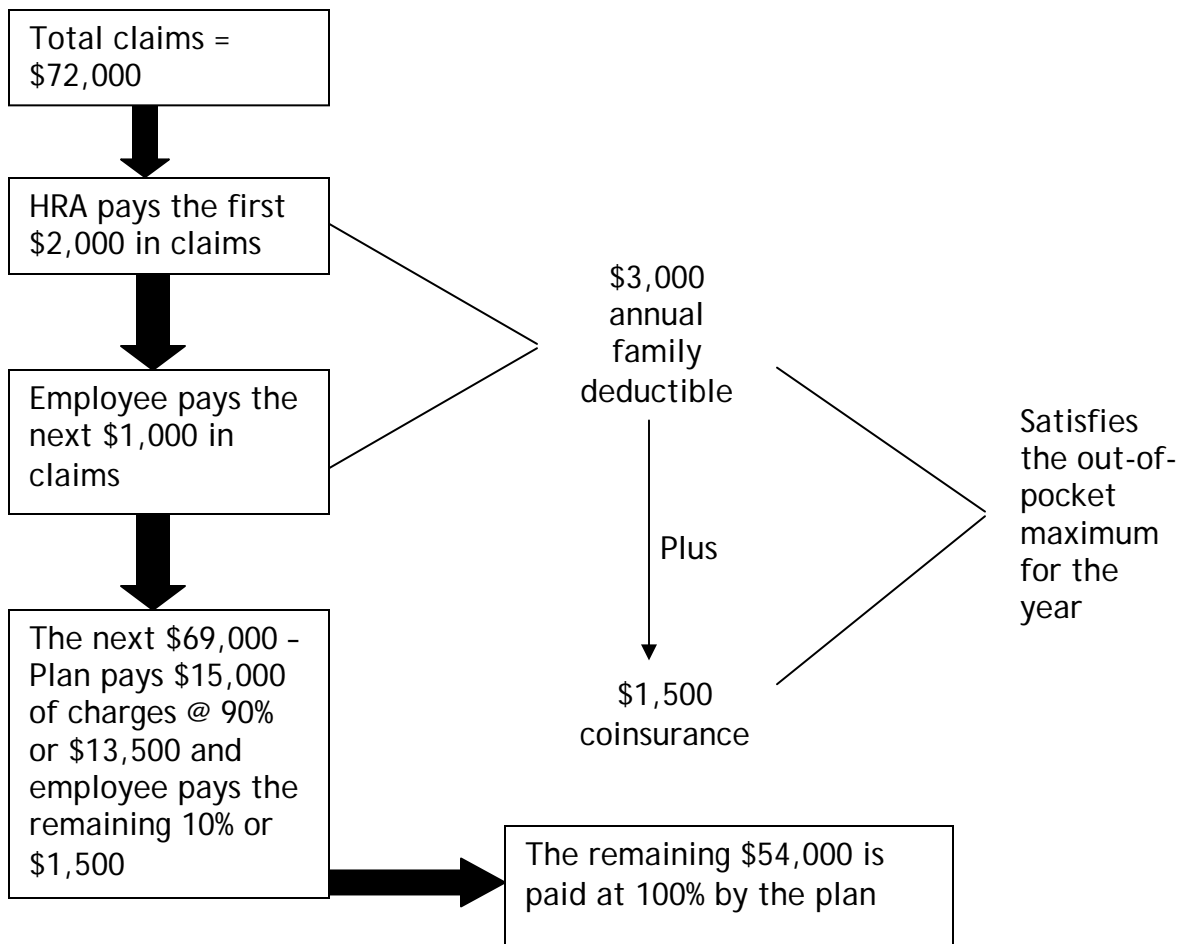 Total claims =
$72,000
HRA pays the first
$2,000 in claims
Employee pays the
next $1,000 in
claims
The next $69,000 –
Plan pays $15,000
of charges @ 90%
or $13,500 and
employee pays the
remaining 10% or
$1,500
$3,000
annual
family
deductible
Plus
$1,500
coinsurance
Satisfies
the out-of-
pocket
maximum
for the
year
The remaining $54,000 is
paid at 100% by the plan